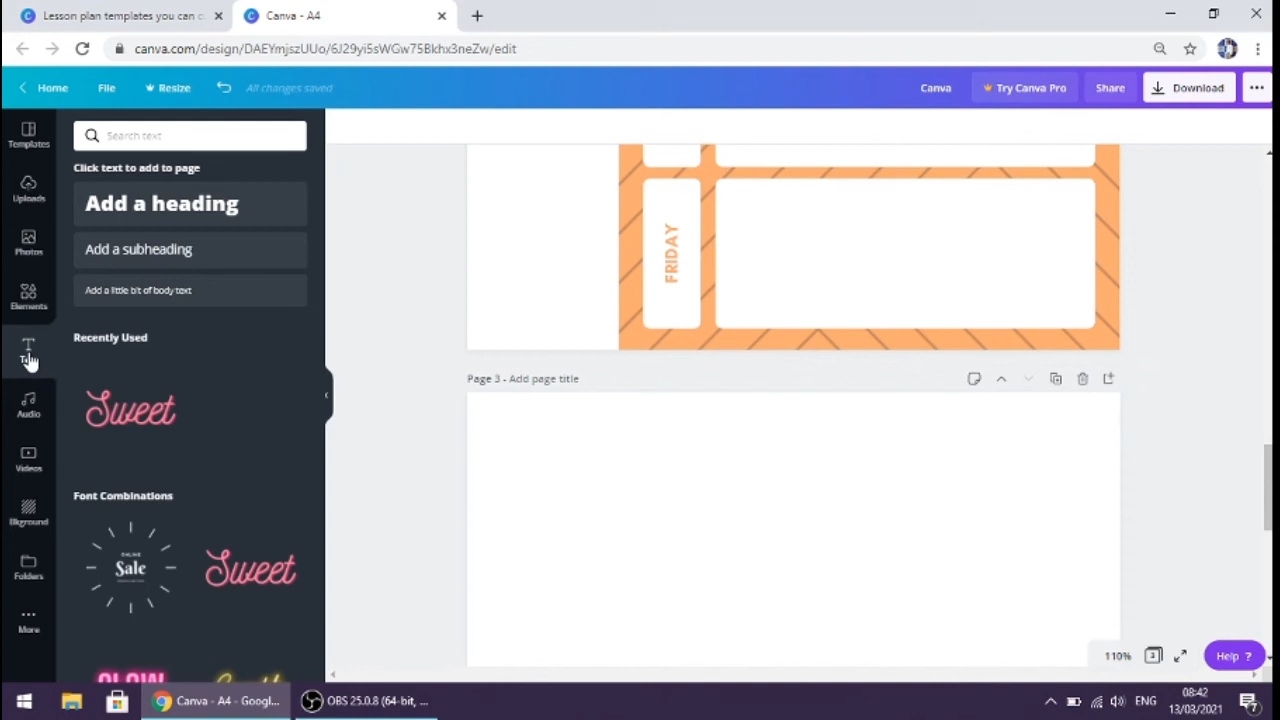 Lesson plan templates you can c
Canva - A4
canva.com/design/DAEYmjszUUo/6J29yi5sWGw75Bkhx3neZw/edit
Home
File
Resize
All changes saved
Canva
Try Canva Pro
Share
Download
Templates
Uploads
Photos
Elements
Audio
Videos
Bkground
Folders
More
Search text
Click text to add to page
Add a heading
Add a subheading
Add a little bit of body text
Recently Used
Sweet
Font Combinations
ONLINE
Sale
Sweet
GLOW
FRIDAY
Page 3 - Add page title
110%
3
Help ?
Canva - A4 - Googl...
OBS 25.0.8 (64-bit, ...
ENG
08:42
13/03/2021
7